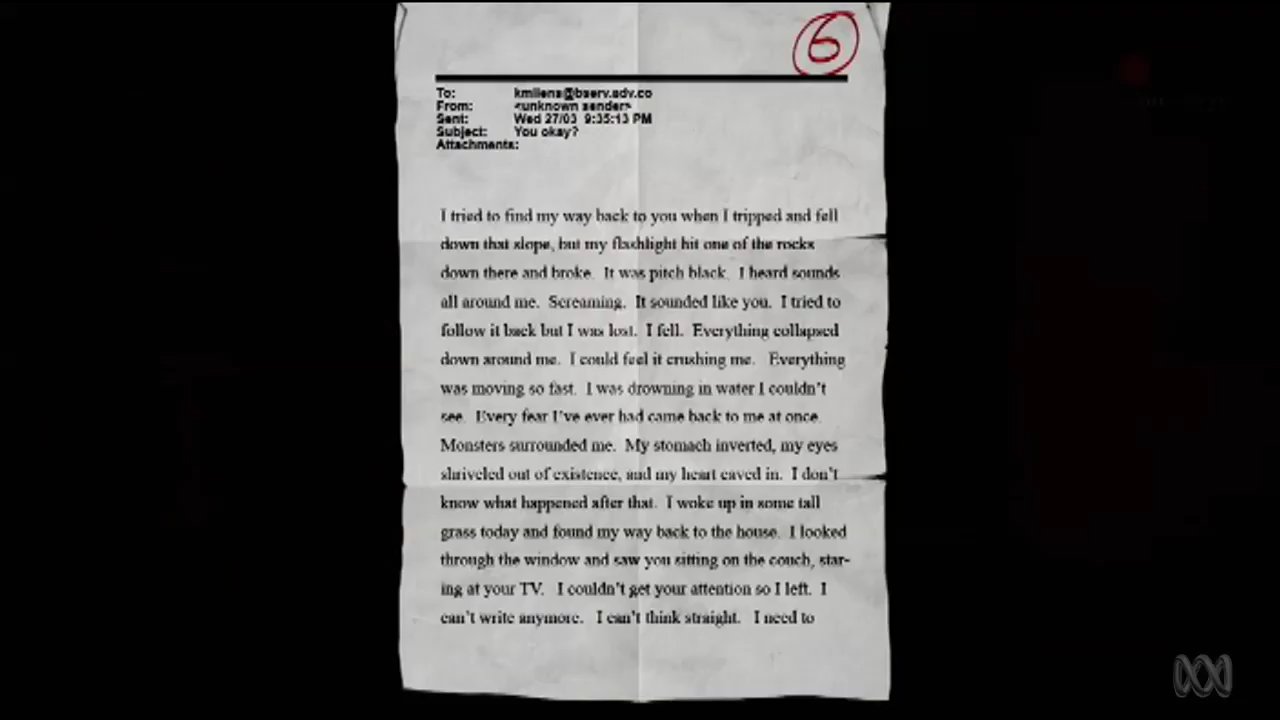 6
To: kmilens@bserv.adv.co
From: <unknown sender>
Sent: Wed 27/03 9:35:13 PM
Subject: You okay?
Attachments:
I tried to find my way back to you when I tripped and fell
down that slope, but my flashlight hit one of the rocks
down there and broke. It was pitch black. I heard sounds
all around me. Screaming. It sounded like you. I tried to
follow it back but I was lost. I fell. Everything collapsed
down around me. I could feel it crushing me. Everything
was moving so fast. I was drowning in water I couldn't
see. Every fear I've ever had came back to me at once.
Monsters surrounded me. My stomach inverted, my eyes
shriveled out of existence, and my heart caved in. I don't
know what happened after that. I woke up in some tall
grass today and found my way back to the house. I looked
through the window and saw you sitting on the couch, star-
ing at your TV. I couldn't get your attention so I left. I
can't write anymore. I can't think straight. I need to